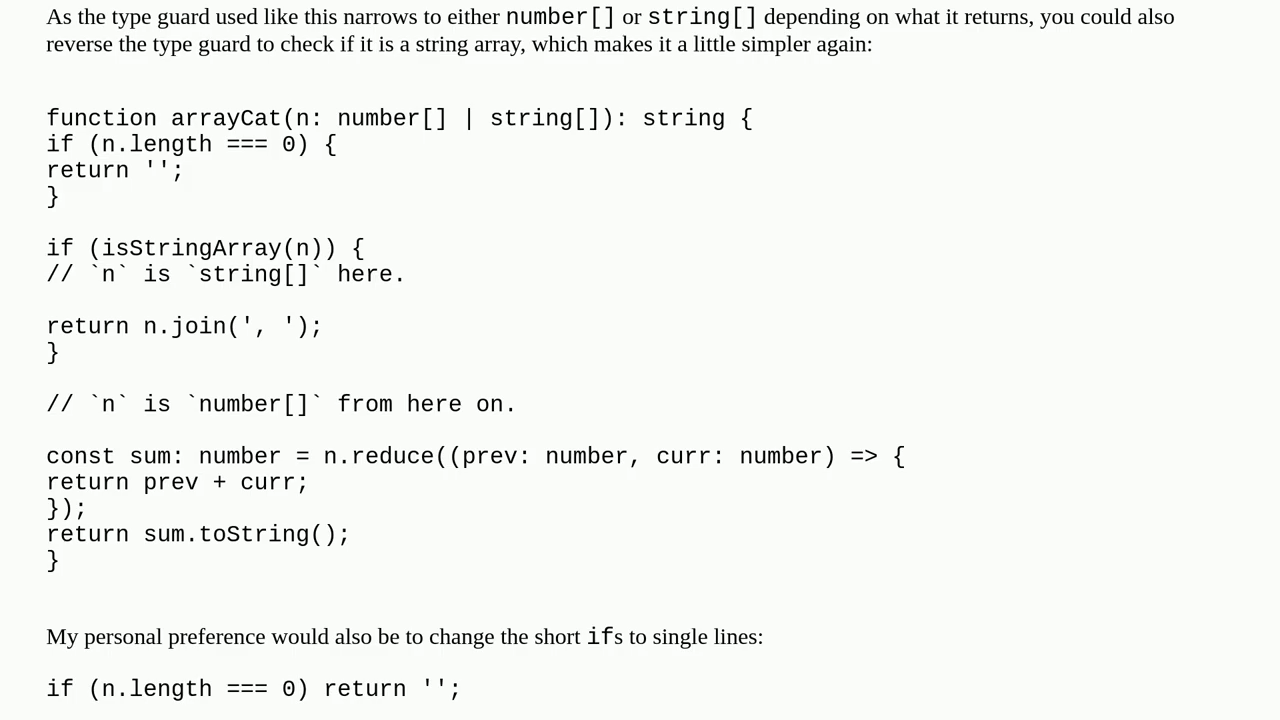 As the type guard used like this narrows to either number[] or string[] depending on what it returns, you could also
reverse the type guard to check if it is a string array, which makes it a little simpler again:
function arrayCat(n: number[] | string[]): string {
if (n.length === 0) {
return '';
}
if (isStringArray(n)) {
// `n` is `string[]` here.
return n.join(', ');
}
// `n` is `number[]` from here on.
const sum: number = n.reduce((prev: number, curr: number) => {
return prev + curr;
});
return sum.toString();
}
My personal preference would also be to change the short ifs to single lines:
if (n.length === 0) return '';